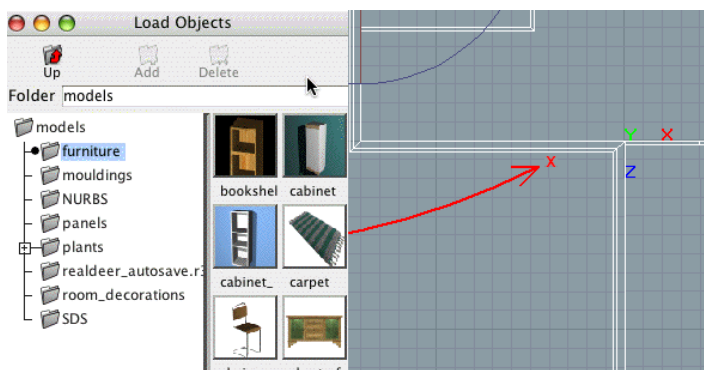 Load Objects
Up Add Delete
Folder models
models
furniture
mouldings
NURBS
panels
plants
realdeer_autosave.r
room_decorations
SDS
bookshel cabinet
cabinet_ carpet
Y X
X
Z